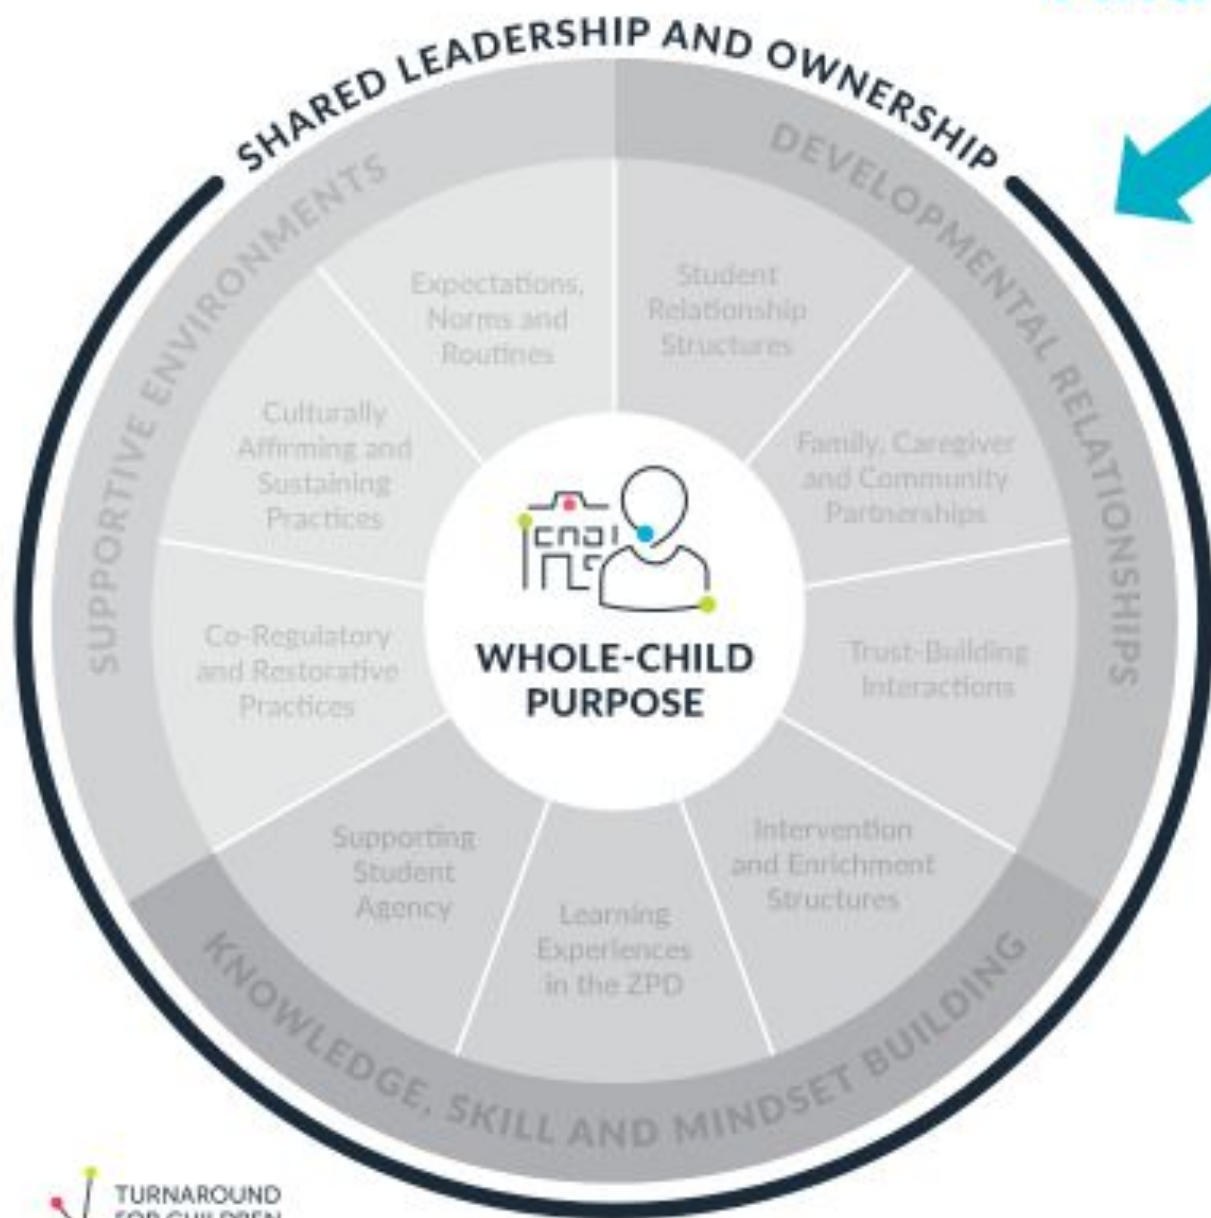 SHARED LEADERSHIP AND OWNERSHIP
SUPPORTIVE ENVIRONMENTS
DEVELOPMENTAL RELATIONSHIPS
Expectations,
Norms and
Routines
Student
Relationship
Structures
Culturally
Affirming and
Sustaining
Practices
Family, Caregiver
and Community
Partnerships
Co-Regulatory
and Restorative
Practices
WHOLE-CHILD
PURPOSE
Trust-Building
Interactions
Supporting
Student
Agency
Learning
Experiences
in the ZPD
Intervention
and Enrichment
Structures
KNOWLEDGE, SKILL AND MINDSET BUILDING
TURNAROUND
FOR CHILDREN